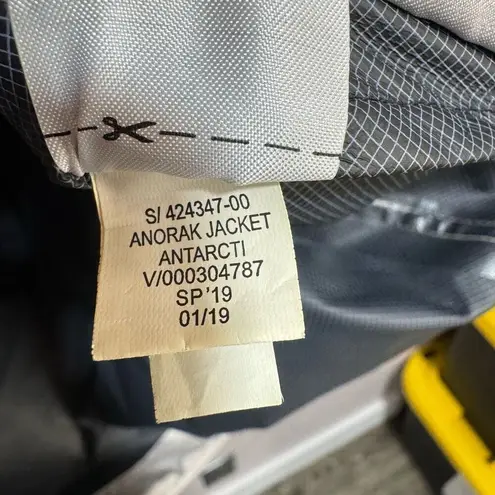 S/ 424347-00
ANORAK JACKET
ANTARCTI
V/000304787
SP'19
01/19